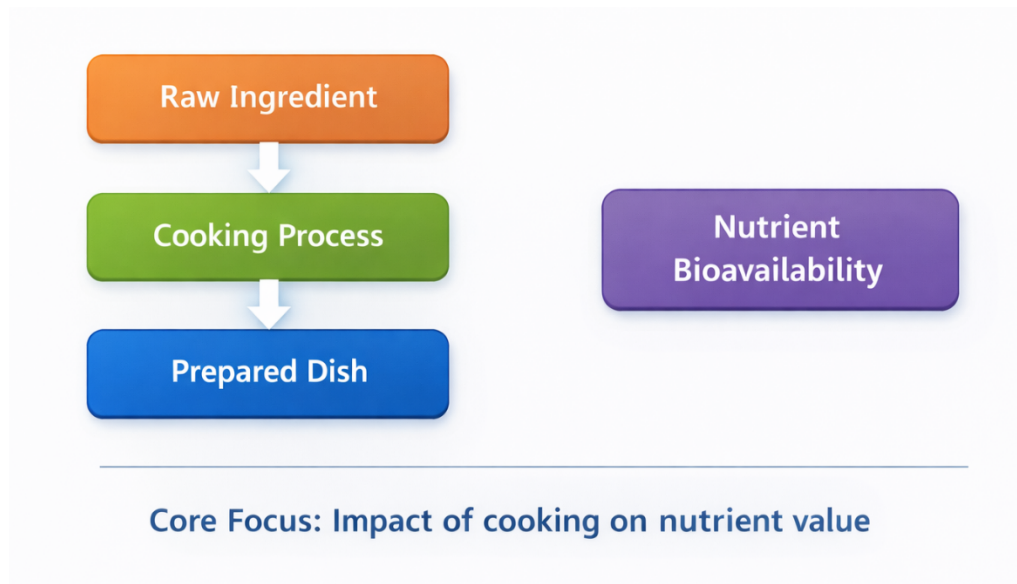 Raw Ingredient
Cooking Process
Prepared Dish
Nutrient
Bioavailability
Core Focus: Impact of cooking on nutrient value